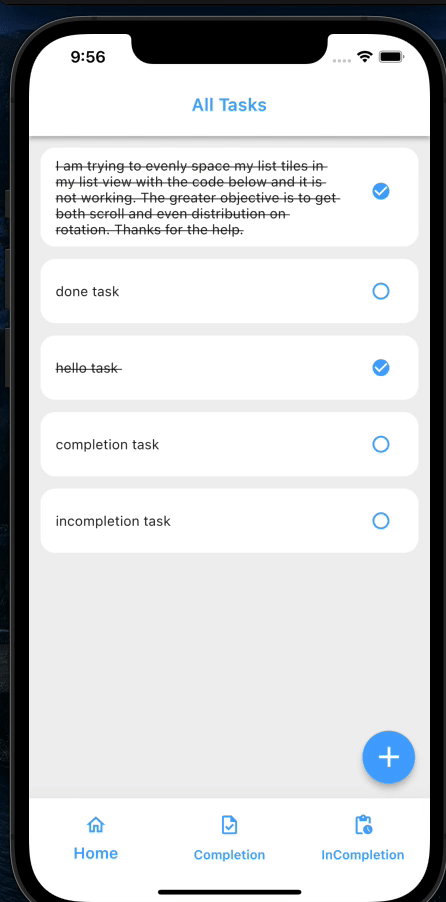 9:56
All Tasks
I am trying to evenly space my list tiles in
my list view with the code below and it is
not working. The greater objective is to get
both scroll and even distribution on
rotation. Thanks for the help.
done task
hello task
completion task
incompletion task
Home
Completion
InCompletion